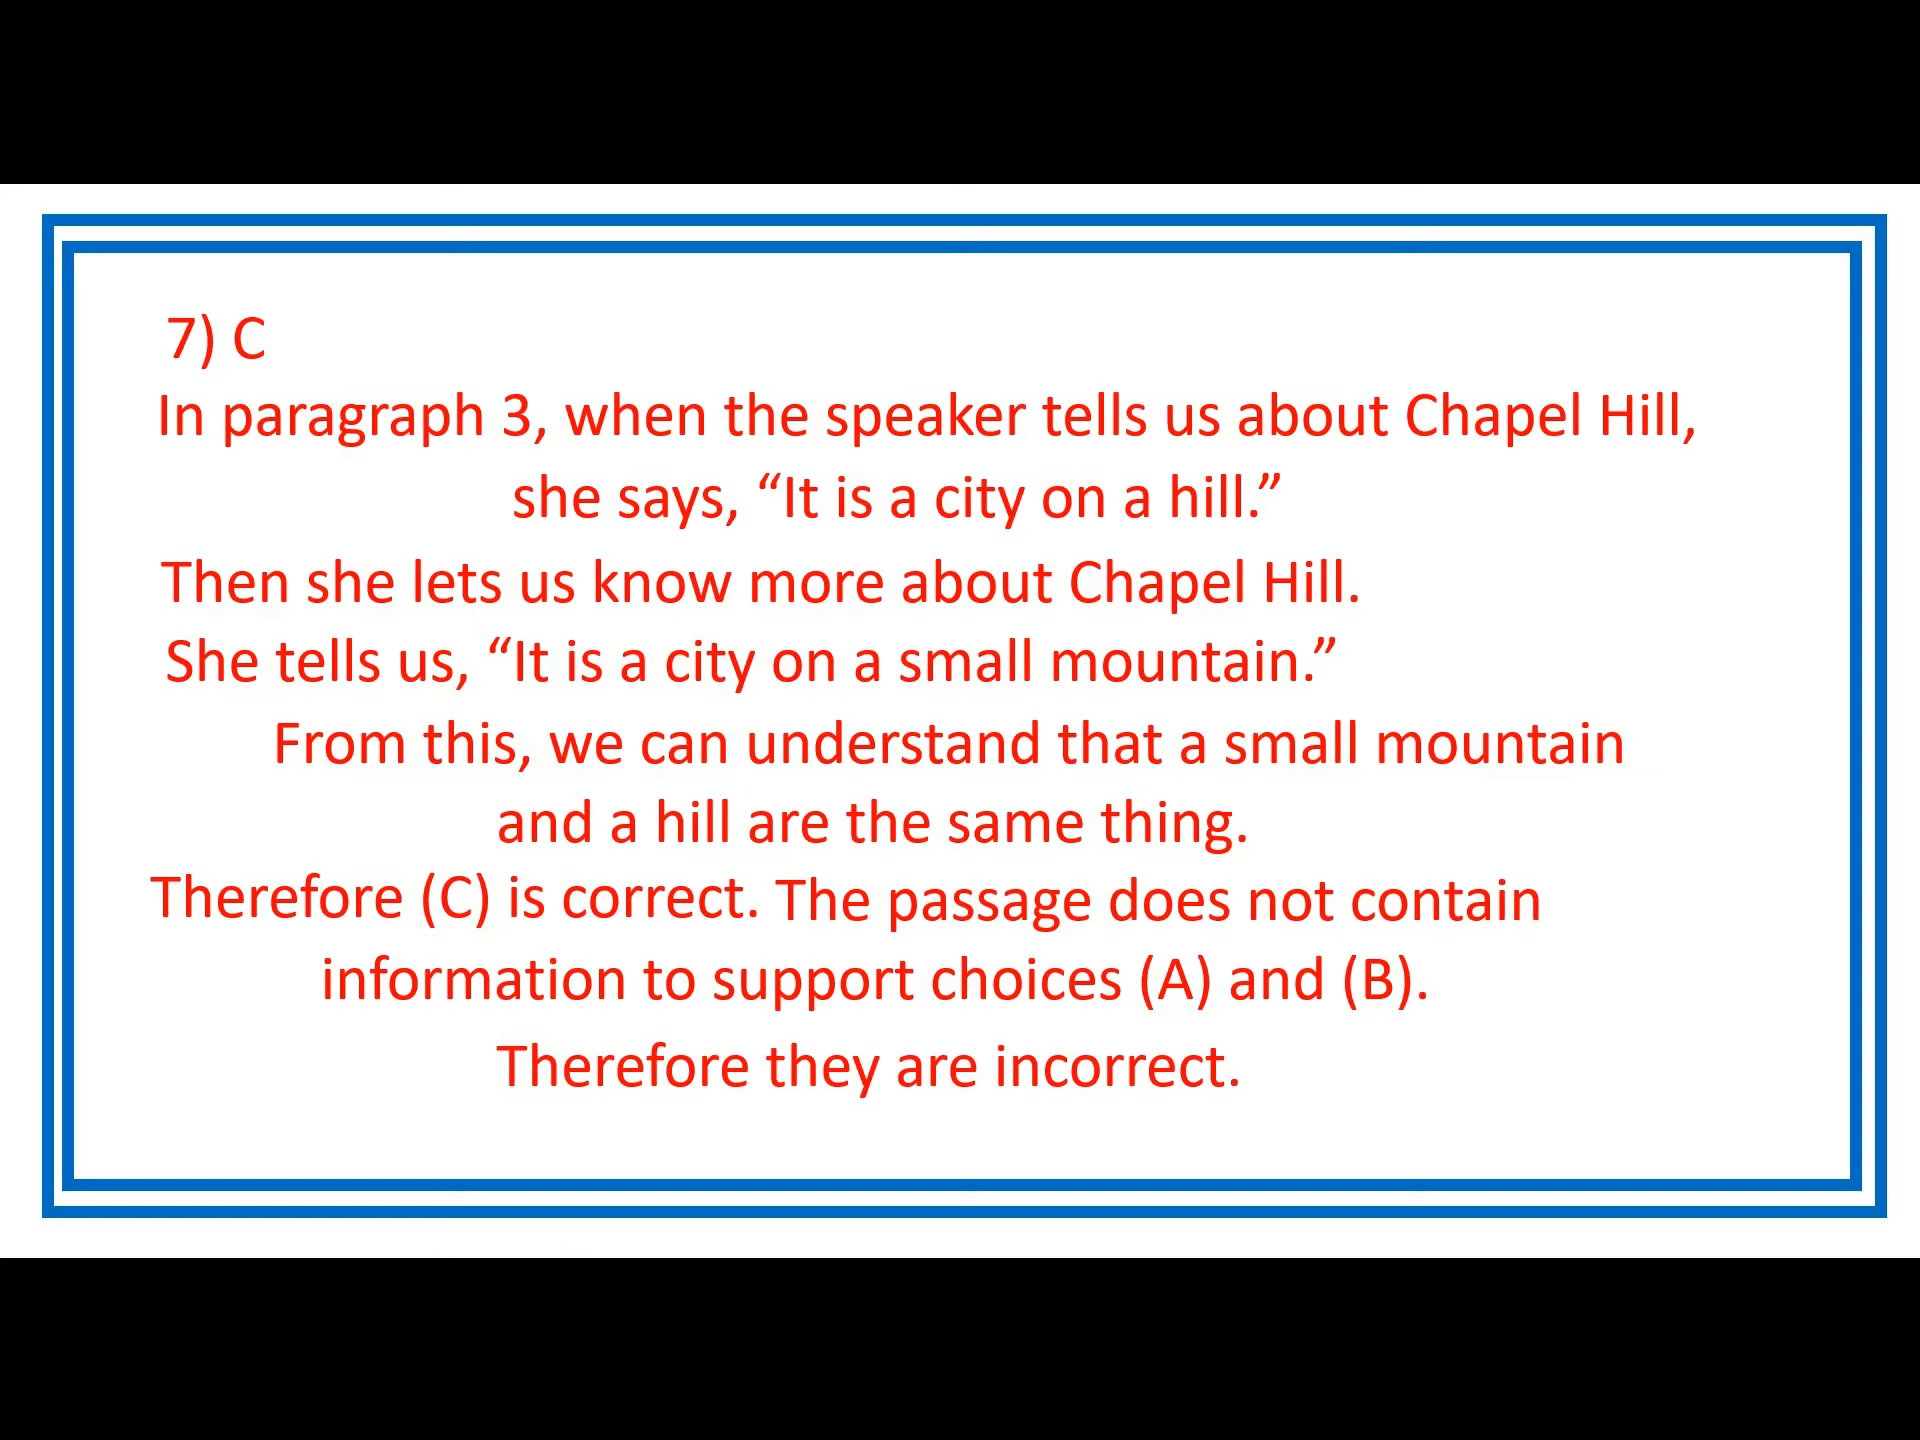 7) C
In paragraph 3, when the speaker tells us about Chapel Hill,
she says, “It is a city on a hill.”
Then she lets us know more about Chapel Hill.
She tells us, “It is a city on a small mountain.”
From this, we can understand that a small mountain
and a hill are the same thing.
Therefore (C) is correct. The passage does not contain
information to support choices (A) and (B).
Therefore they are incorrect.